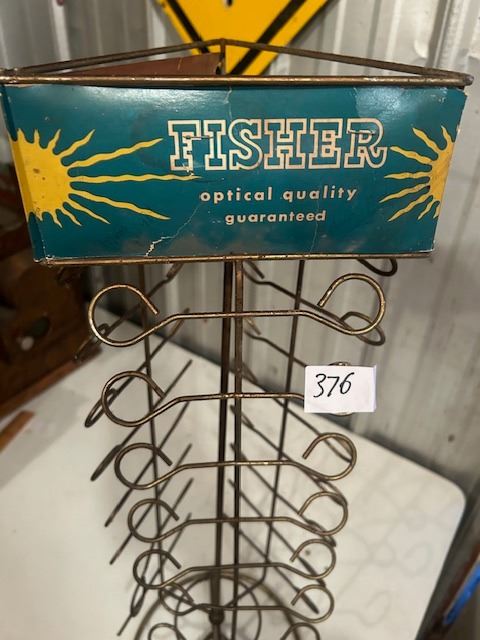 FISHER
optical quality
guaranteed
376